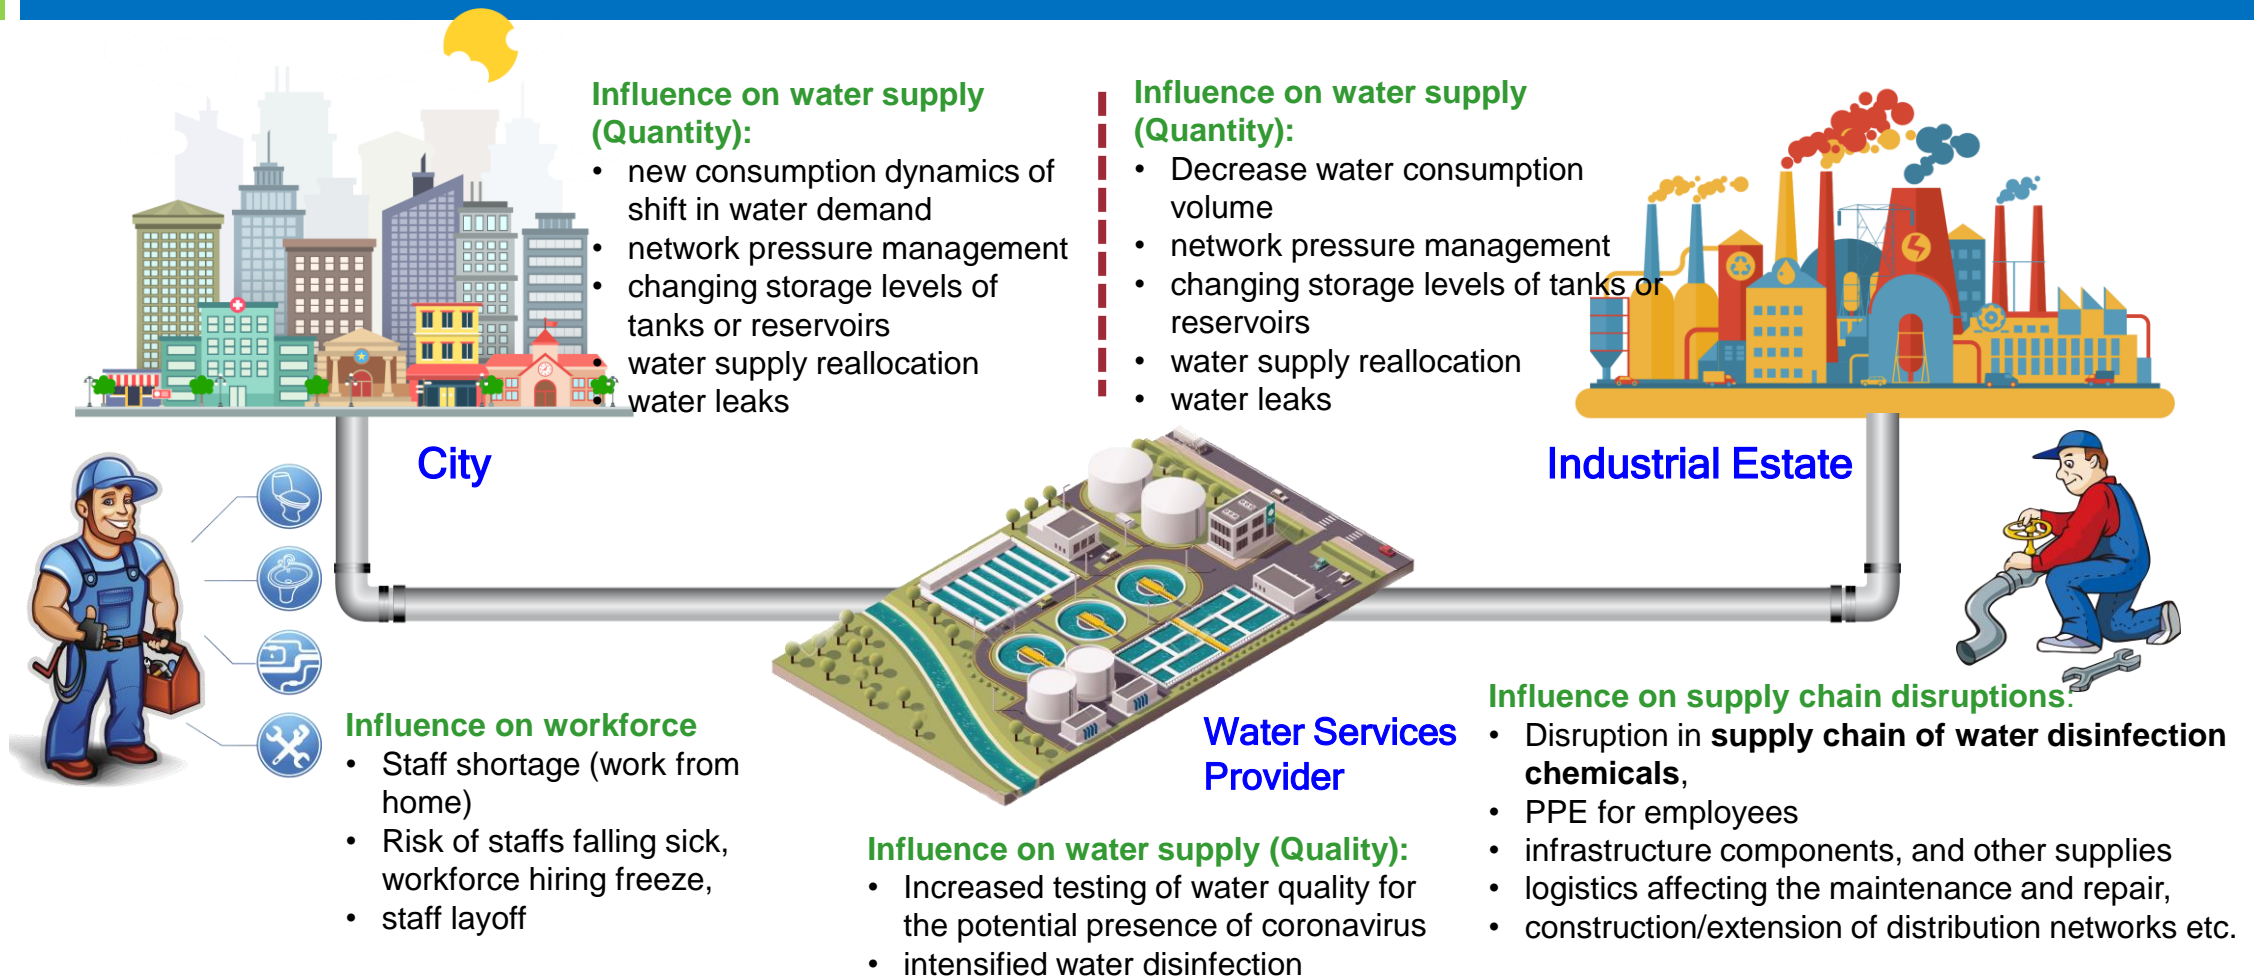 Influence on water supply
(Quantity):
• new consumption dynamics of
shift in water demand
• network pressure management
• changing storage levels of
tanks or reservoirs
• water supply reallocation
• water leaks
Influence on water supply
(Quantity):
• Decrease water consumption
volume
• network pressure management
• changing storage levels of tanks or
reservoirs
• water supply reallocation
• water leaks
City
Industrial Estate
Water Services
Provider
Influence on workforce
• Staff shortage (work from
home)
• Risk of staffs falling sick,
workforce hiring freeze,
• staff layoff
Influence on water supply (Quality):
• Increased testing of water quality for
the potential presence of coronavirus
• intensified water disinfection
Influence on supply chain disruptions:
• Disruption in supply chain of water disinfection
chemicals,
• PPE for employees
• infrastructure components, and other supplies
• logistics affecting the maintenance and repair,
• construction/extension of distribution networks etc.